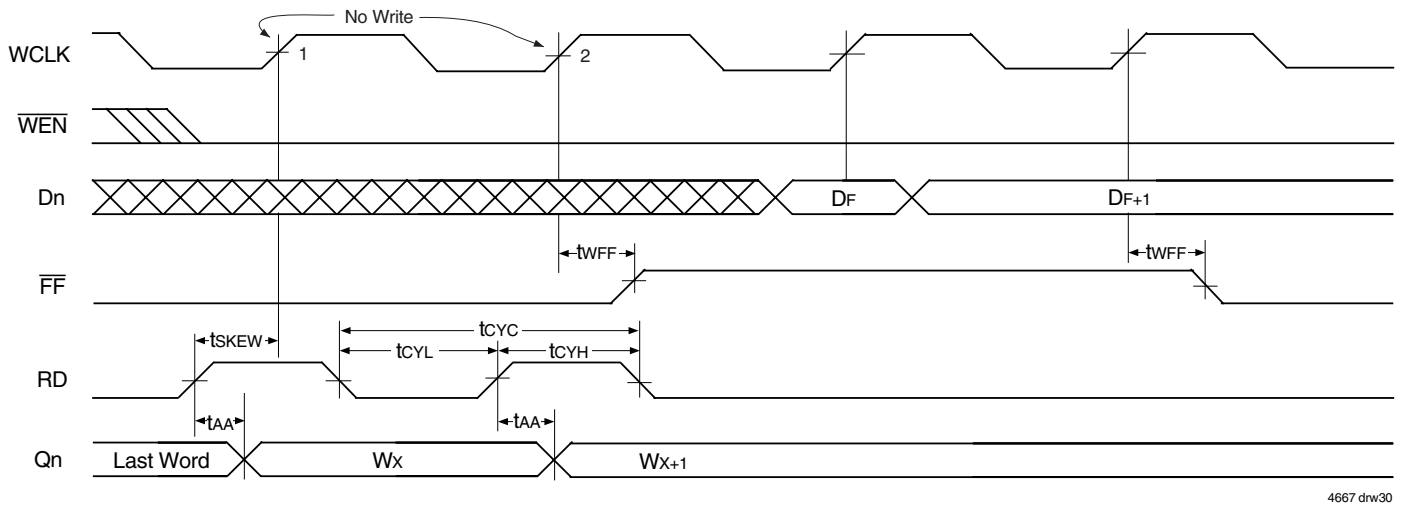 No Write
WCLK
1
2
WEN
Dn
DF
DF+1
tWFF
tWFF
FF
tSKEW
tCYC
tCYL
tCYH
RD
tAA
tAA
Qn
Last Word
WX
WX+1
4667 drw30